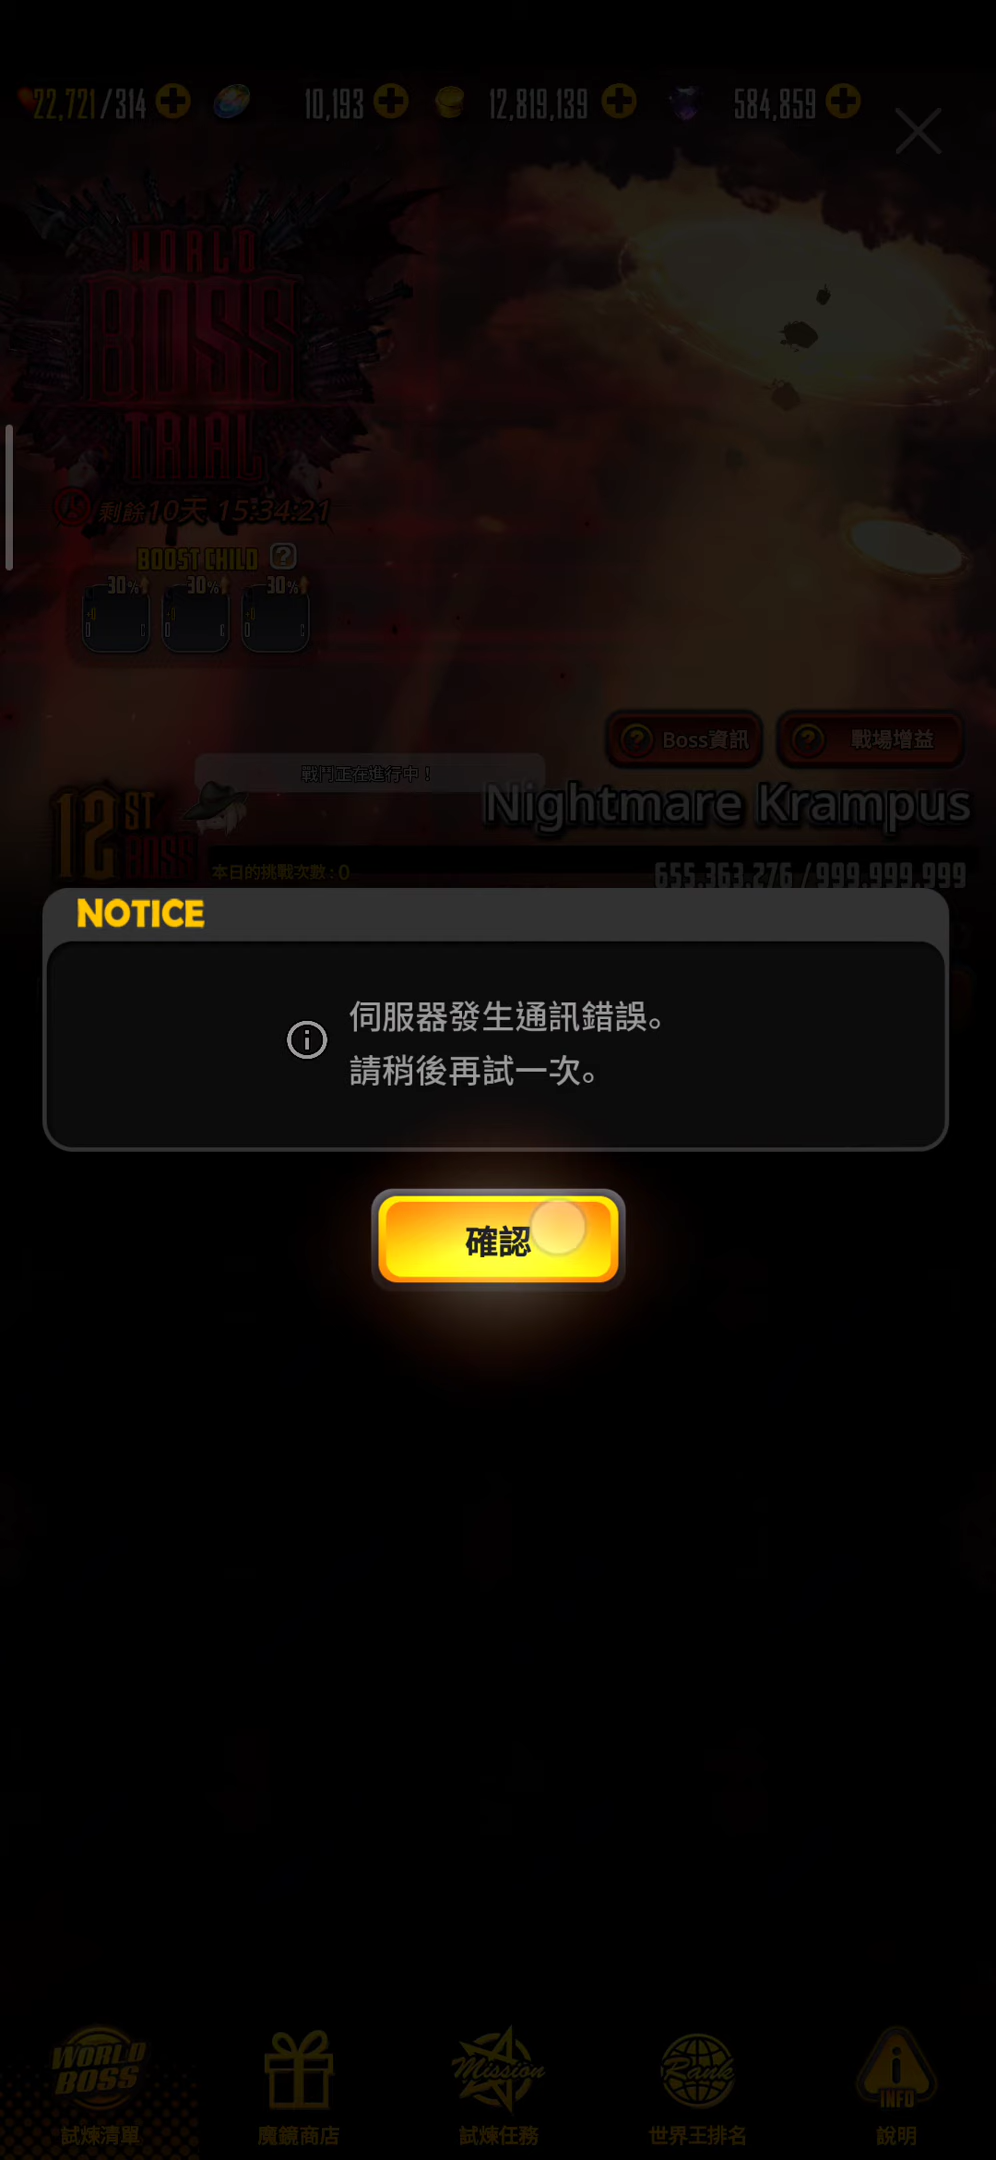 22,721/314
10,193
12,819,139
584,859
WORLD
BOSS
TRIAL
剩餘10天 15:34:21
BOOST CHILD ?
30% 30% 30%
? Boss資訊
? 戰場增益
戰鬥正在進行中！
12ST
BOSS
Nightmare Krampus
本日的挑戰次數 : 0
655,363,276 / 999,999,999
NOTICE
伺服器發生通訊錯誤。
請稍後再試一次。
確認
WORLD
BOSS
Mission
Rank
INFO
試煉清單
魔鏡商店
試煉任務
世界王排名
說明